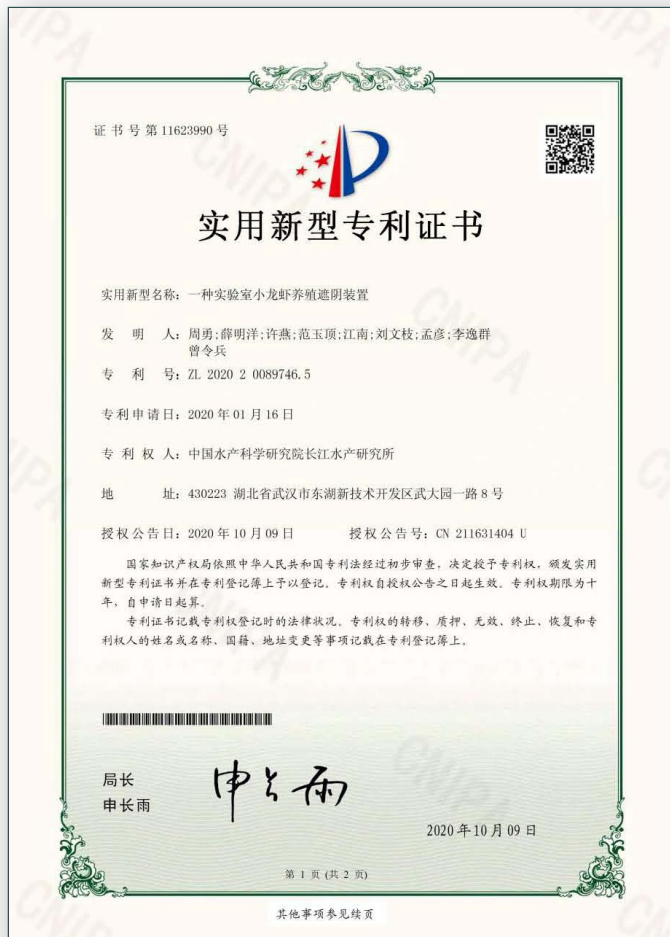 证书号第11623990号
实用新型专利证书
实用新型名称：一种实验室小龙虾养殖遮阴装置
发 明 人：周勇;薛明洋;许燕;范玉顶;江南;刘文枝;孟彦;李逸群
曾令兵
专 利 号：ZL 2020 2 0089746.5
专利申请日：2020年01月16日
专 利 权 人：中国水产科学研究院长江水产研究所
地 址：430223 湖北省武汉市东湖新技术开发区武大园一路8号
授权公告日：2020年10月09日 授权公告号：CN 211631404 U
国家知识产权局依照中华人民共和国专利法经过初步审查，决定授予专利权，颁发实用
新型专利证书并在专利登记簿上予以登记。专利权自授权公告之日起生效。专利权期限为十
年，自申请日起算。
专利证书记载专利权登记时的法律状况。专利权的转移、质押、无效、终止、恢复和专
利权人的姓名或名称、国籍、地址变更等事项记载在专利登记簿上。
局长
申长雨
申长雨
2020年10月09日
第 1 页 (共 2 页)
其他事项参见续页
CNIPA
CNIPA
CNIPA
CNIPA
CNIPA
CNIPA